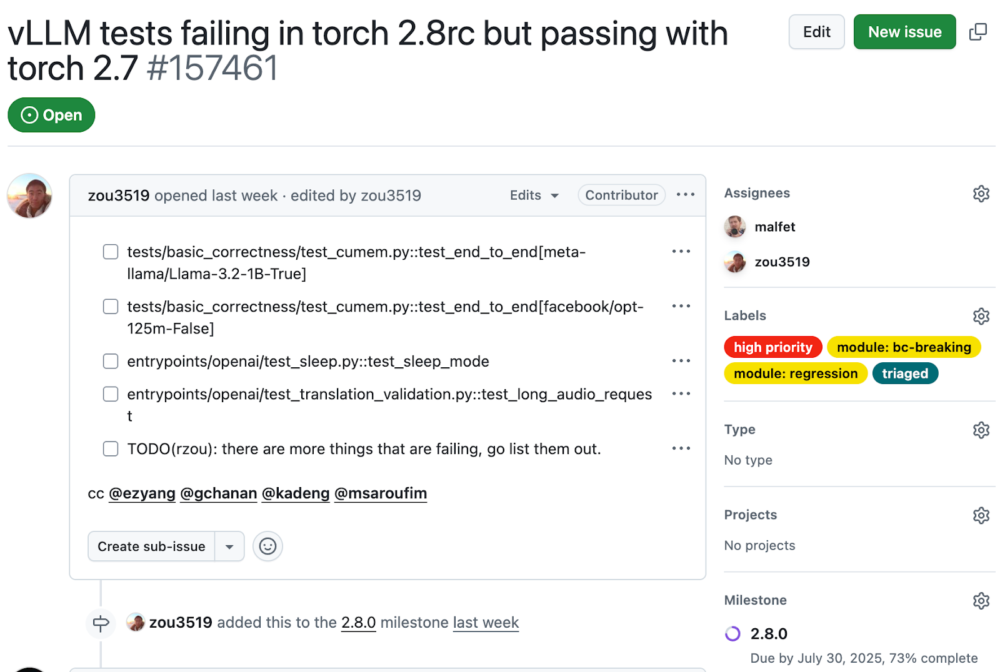 vLLM tests failing in torch 2.8rc but passing with
torch 2.7 #157461
Edit
New issue
Open
zou3519 opened last week · edited by zou3519
Edits
Contributor
tests/basic_correctness/test_cumem.py::test_end_to_end[meta-
llama/Llama-3.2-1B-True]
tests/basic_correctness/test_cumem.py::test_end_to_end[facebook/opt-
125m-False]
entrypoints/openai/test_sleep.py::test_sleep_mode
entrypoints/openai/test_translation_validation.py::test_long_audio_reques
t
TODO(rzou): there are more things that are failing, go list them out.
cc @ezyang @gchanan @kadeng @msaroufim
Create sub-issue
zou3519 added this to the 2.8.0 milestone last week
Assignees
malfet
zou3519
Labels
high priority
module: bc-breaking
module: regression
triaged
Type
No type
Projects
No projects
Milestone
2.8.0
Due by July 30, 2025, 73% complete